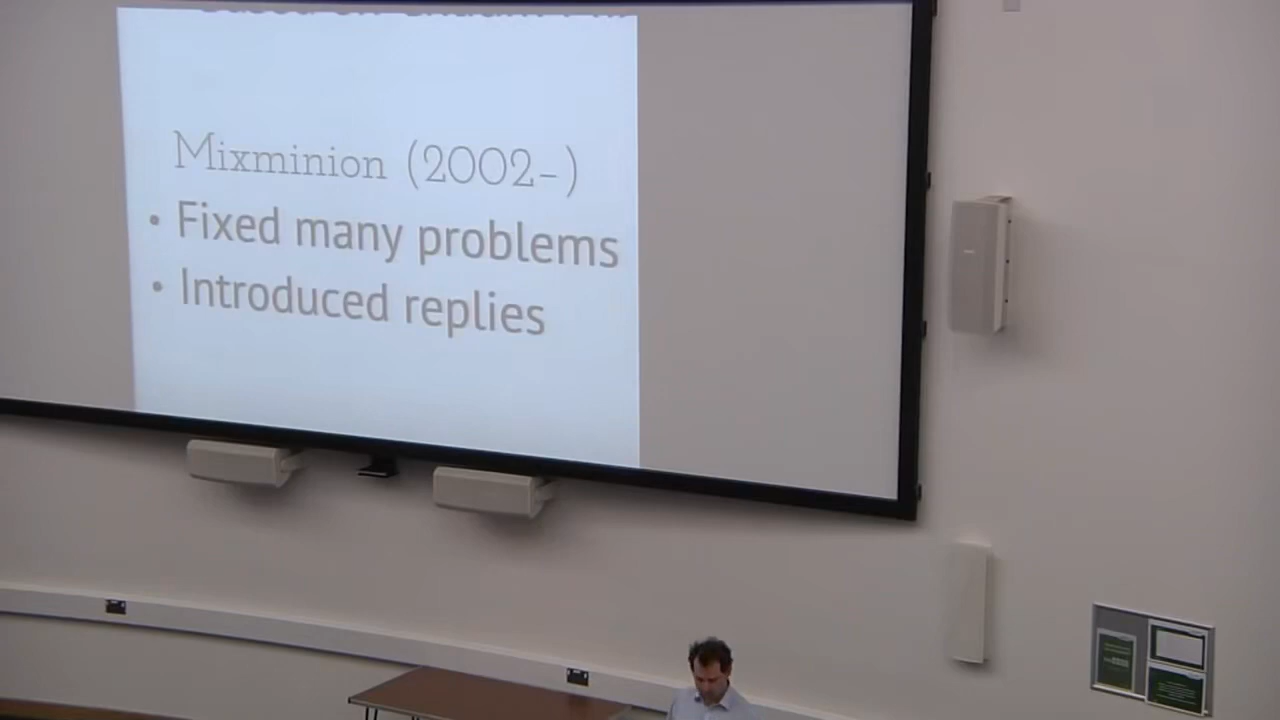 Mixminion (2002-)
• Fixed many problems
• Introduced replies